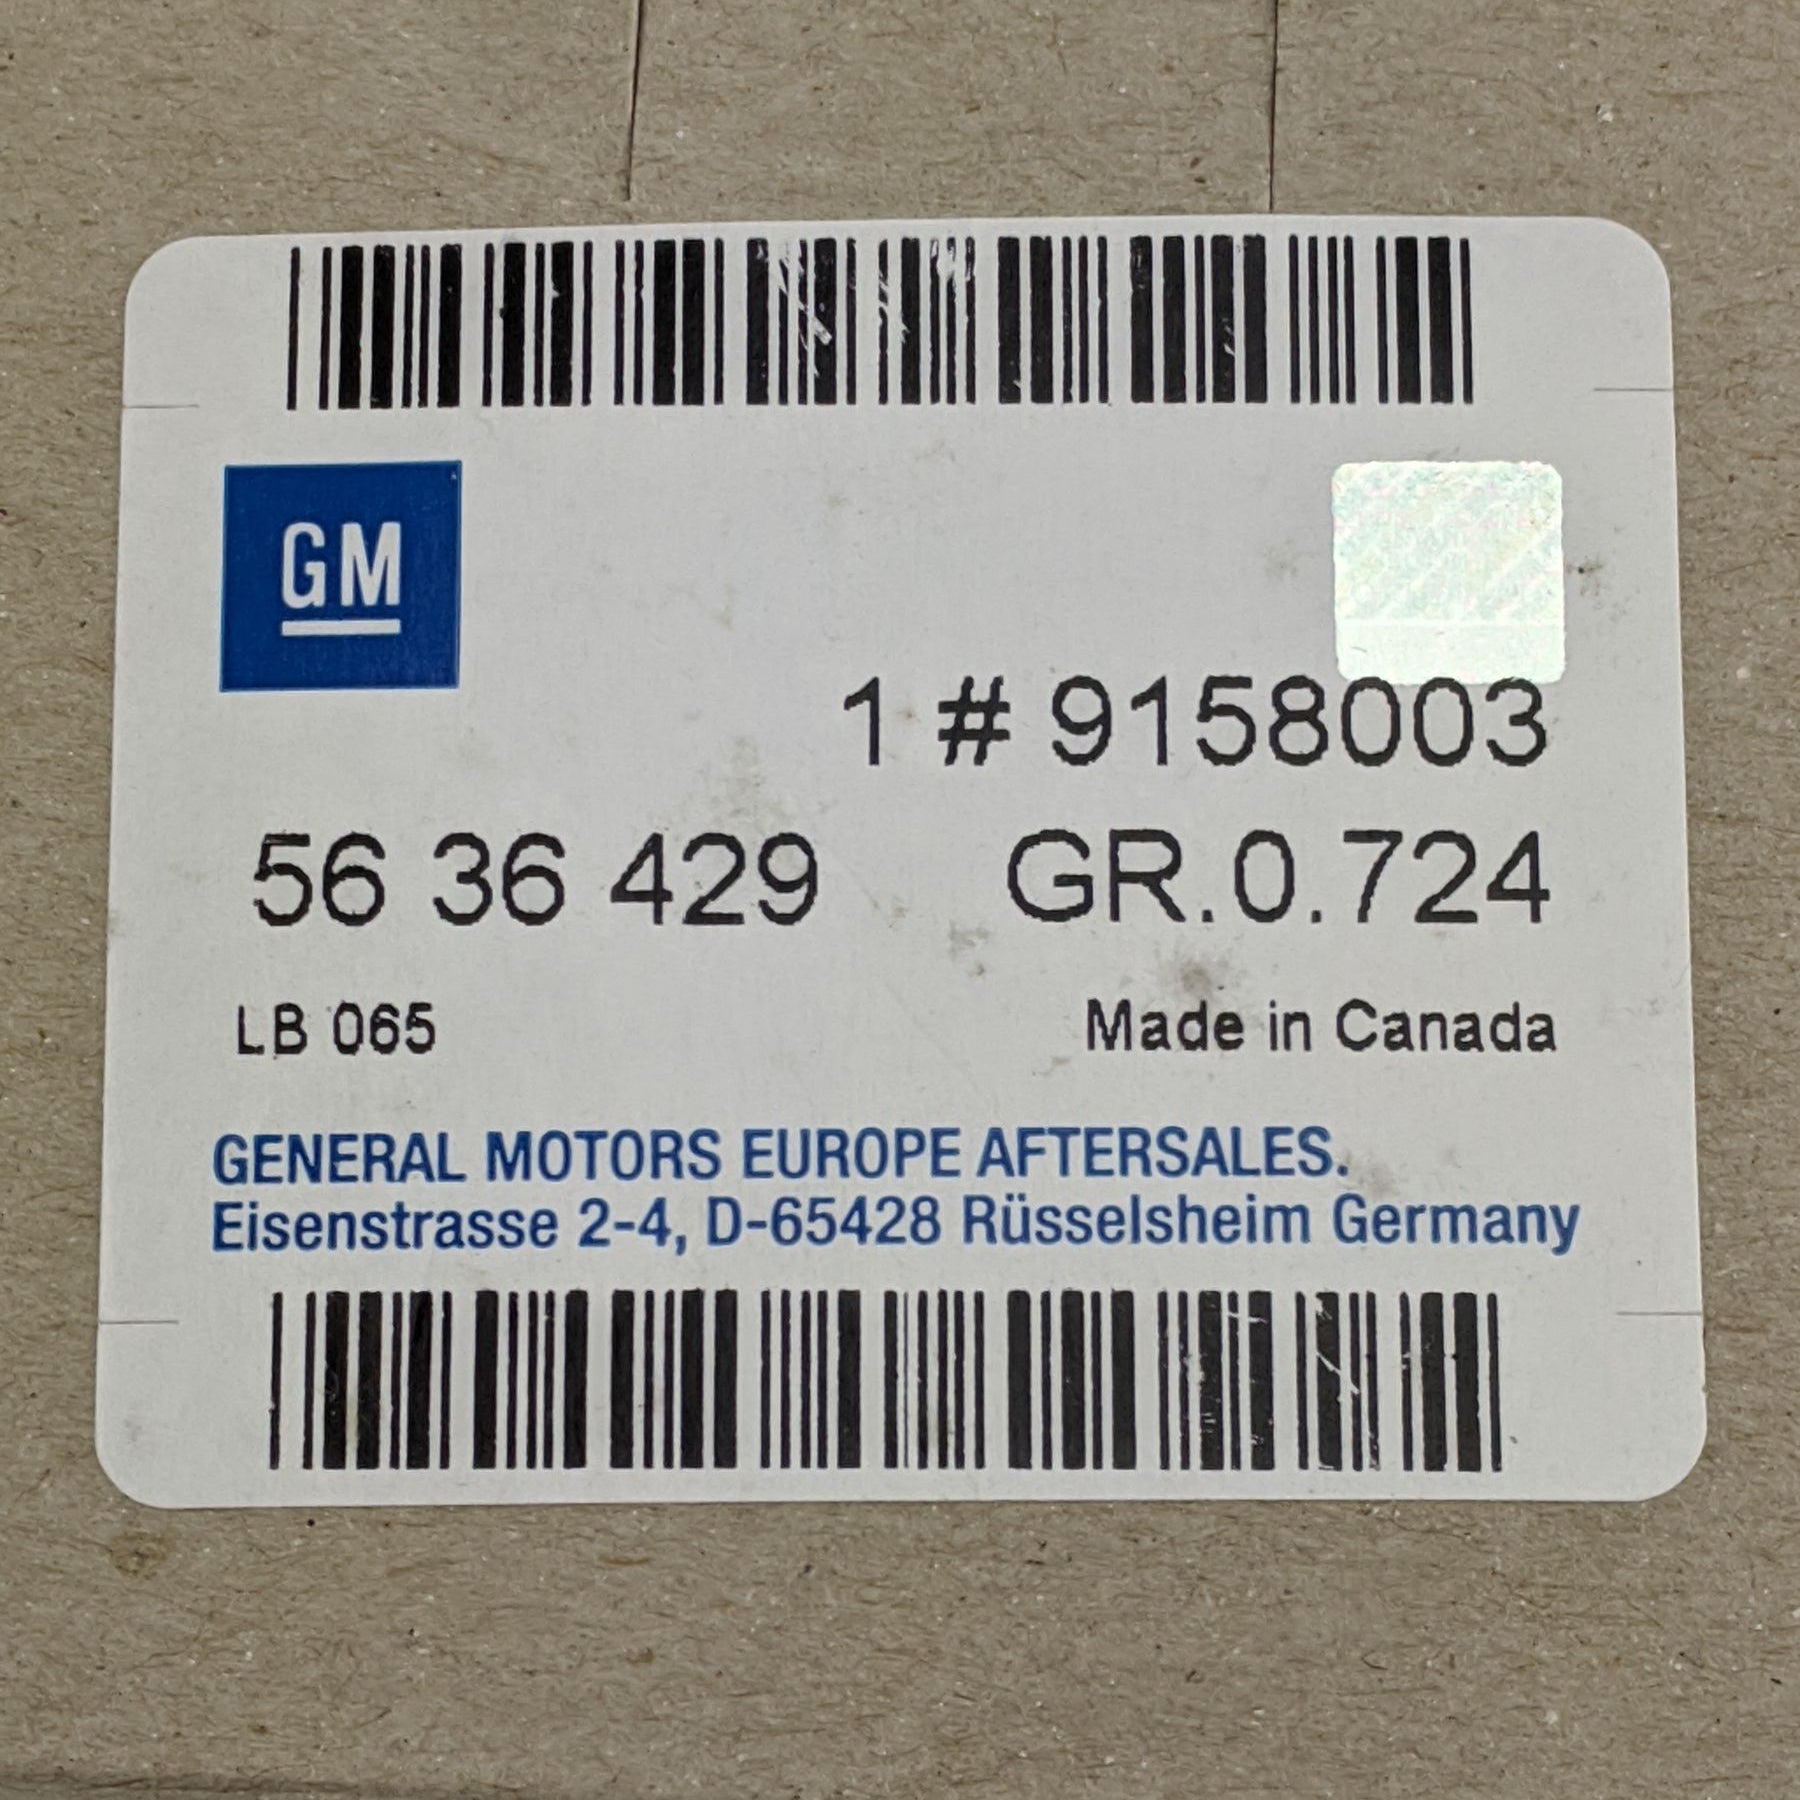 GM
1 # 9158003
56 36 429 GR.0.724
LB 065 Made in Canada
GENERAL MOTORS EUROPE AFTERSALES.
Eisenstrasse 2-4, D-65428 Rüsselsheim Germany